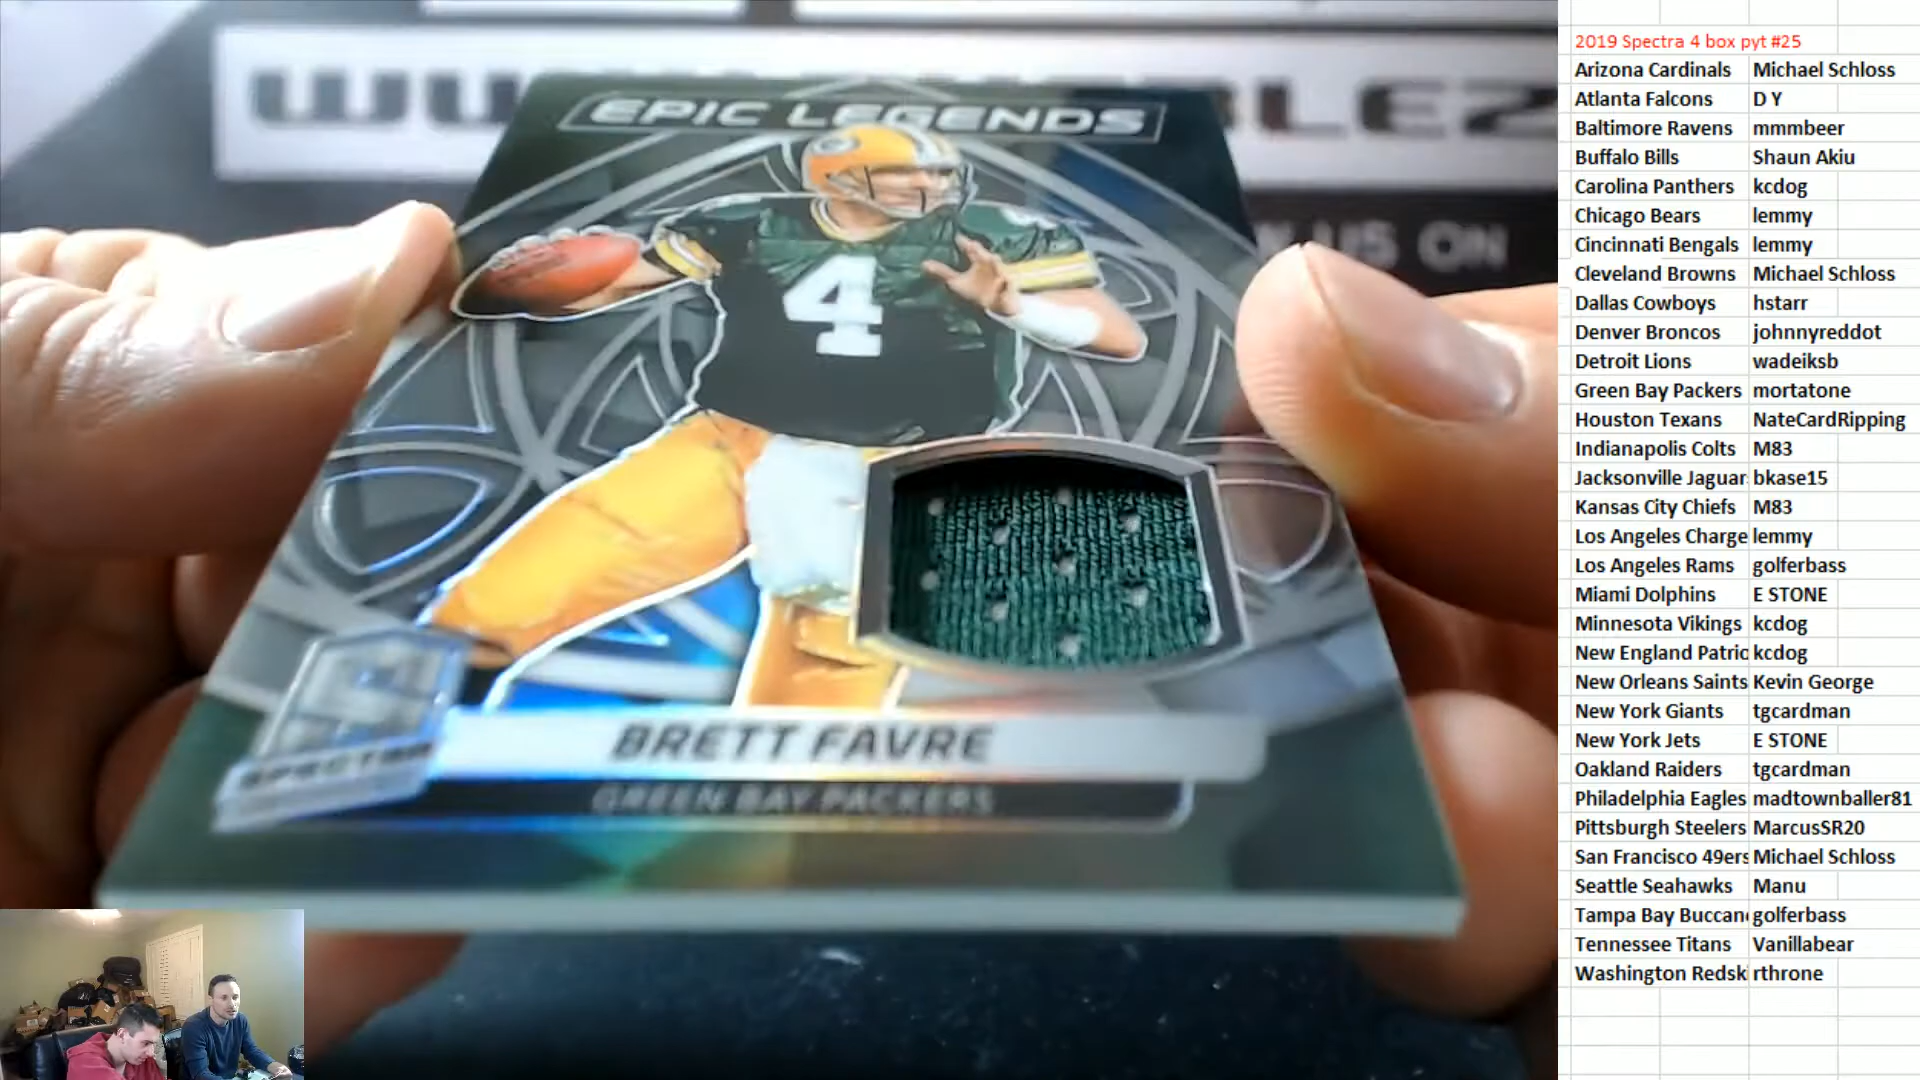 EPIC LEGENDS
US ON
4
SPECTRA
BRETT FAVRE
GREEN BAY PACKERS
2019 Spectra 4 box pyt #25
Arizona Cardinals Michael Schloss
Atlanta Falcons D Y
Baltimore Ravens mmmbeer
Buffalo Bills Shaun Akiu
Carolina Panthers kcdog
Chicago Bears lemmy
Cincinnati Bengals lemmy
Cleveland Browns Michael Schloss
Dallas Cowboys hstarr
Denver Broncos johnnyreddot
Detroit Lions wadeiksb
Green Bay Packers mortatone
Houston Texans NateCardRipping
Indianapolis Colts M83
Jacksonville Jaguar bkase15
Kansas City Chiefs M83
Los Angeles Charge lemmy
Los Angeles Rams golferbass
Miami Dolphins E STONE
Minnesota Vikings kcdog
New England Patrio kcdog
New Orleans Saints Kevin George
New York Giants tgcardman
New York Jets E STONE
Oakland Raiders tgcardman
Philadelphia Eagles madtownballer81
Pittsburgh Steelers MarcusSR20
San Francisco 49ers Michael Schloss
Seattle Seahawks Manu
Tampa Bay Buccane golferbass
Tennessee Titans Vanillabear
Washington Redski rthrone